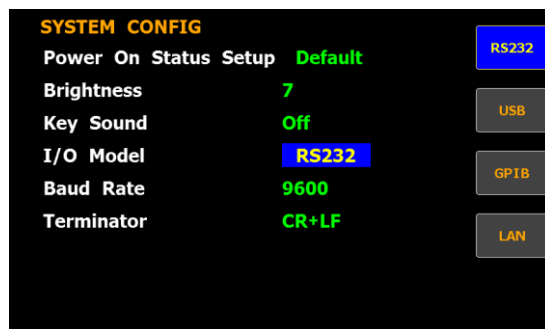 SYSTEM CONFIG
Power On Status Setup Default
Brightness 7
Key Sound Off
I/O Model RS232
Baud Rate 9600
Terminator CR+LF
RS232
USB
GPIB
LAN